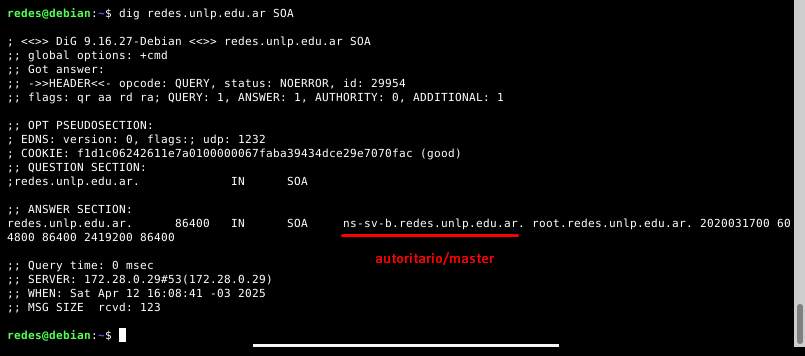 redes@debian:~$ dig redes.unlp.edu.ar SOA
; <<>> DiG 9.16.27-Debian <<>> redes.unlp.edu.ar SOA
;; global options: +cmd
;; Got answer:
;; ->>HEADER<<- opcode: QUERY, status: NOERROR, id: 29954
;; flags: qr aa rd ra; QUERY: 1, ANSWER: 1, AUTHORITY: 0, ADDITIONAL: 1
;; OPT PSEUDOSECTION:
; EDNS: version: 0, flags:; udp: 1232
; COOKIE: f1d1c06242611e7a0100000067faba39434dce29e7070fac (good)
;; QUESTION SECTION:
;redes.unlp.edu.ar. IN SOA
;; ANSWER SECTION:
redes.unlp.edu.ar. 86400 IN SOA ns-sv-b.redes.unlp.edu.ar. root.redes.unlp.edu.ar. 2020031700 60
4800 86400 2419200 86400
autoritario/master
;; Query time: 0 msec
;; SERVER: 172.28.0.29#53(172.28.0.29)
;; WHEN: Sat Apr 12 16:08:41 -03 2025
;; MSG SIZE rcvd: 123
redes@debian:~$